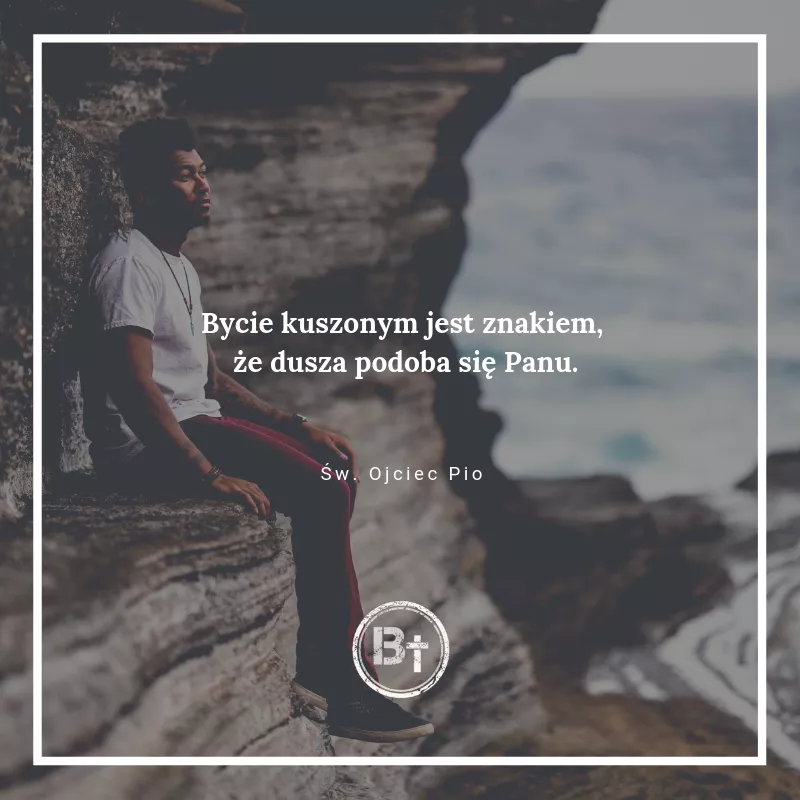 Bycie kuszonym jest znakiem,
że dusza podoba się Panu.
Św. Ojciec Pio
B†